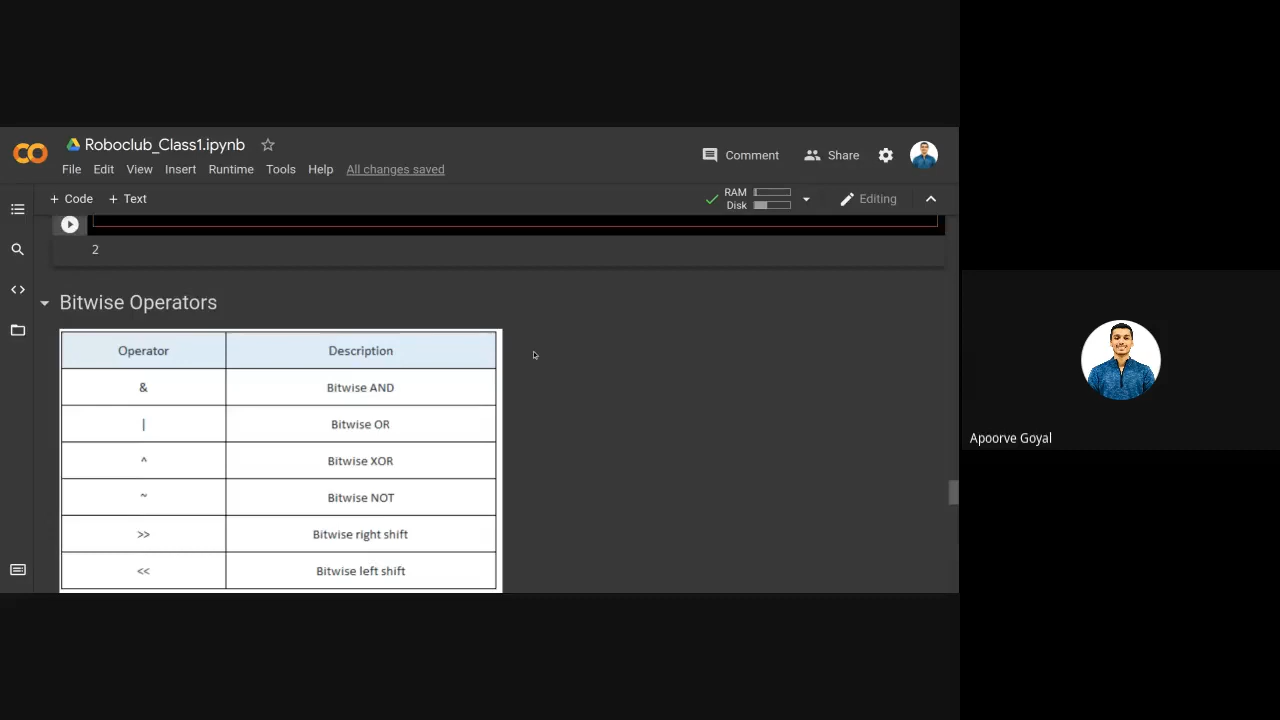 Roboclub_Class1.ipynb
File Edit View Insert Runtime Tools Help All changes saved
Comment Share
+ Code + Text
RAM
Disk
Editing
2
Bitwise Operators
Operator Description
& Bitwise AND
| Bitwise OR
^ Bitwise XOR
~ Bitwise NOT
>> Bitwise right shift
<< Bitwise left shift
Apoorve Goyal